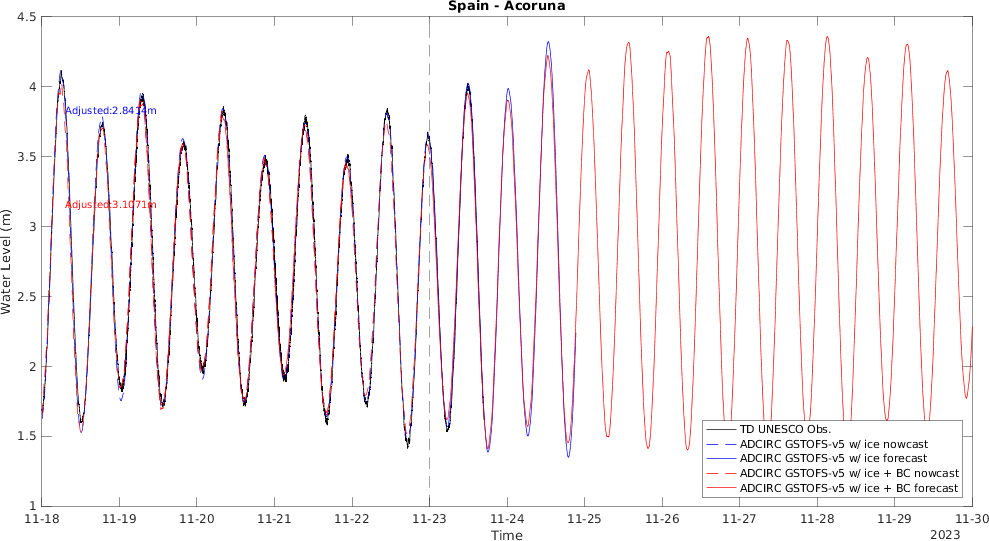 Spain - Acoruna
4.5
4
3.5
3
2.5
2
1.5
1
Water Level (m)
Adjusted:2.8414m
Adjusted:3.1071m
TD UNESCO Obs.
ADCIRC GSTOFS-v5 w/ ice nowcast
ADCIRC GSTOFS-v5 w/ ice forecast
ADCIRC GSTOFS-v5 w/ ice + BC nowcast
ADCIRC GSTOFS-v5 w/ ice + BC forecast
11-18 11-19 11-20 11-21 11-22 11-23 11-24 11-25 11-26 11-27 11-28 11-29 11-30
Time
2023